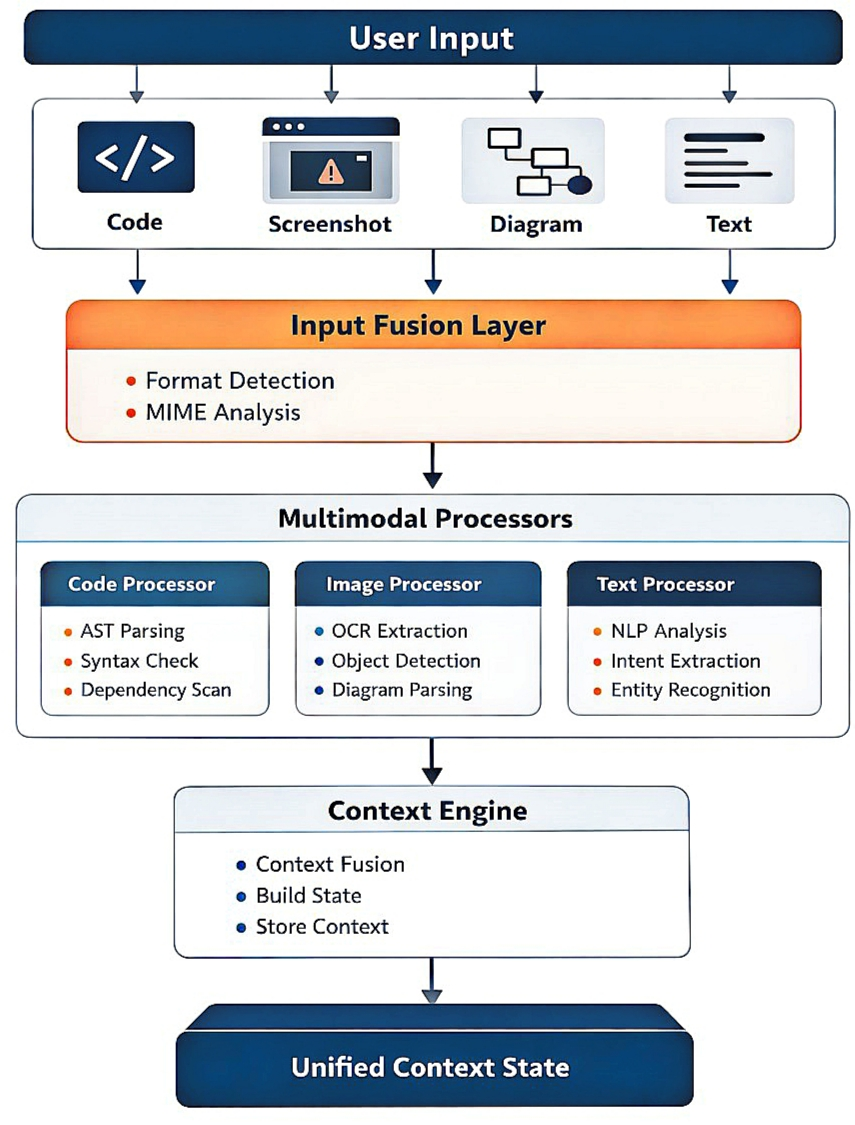 User Input
</>
Code
Screenshot
Diagram
Text
Input Fusion Layer
Format Detection
MIME Analysis
Multimodal Processors
Code Processor
AST Parsing
Syntax Check
Dependency Scan
Image Processor
OCR Extraction
Object Detection
Diagram Parsing
Text Processor
NLP Analysis
Intent Extraction
Entity Recognition
Context Engine
Context Fusion
Build State
Store Context
Unified Context State